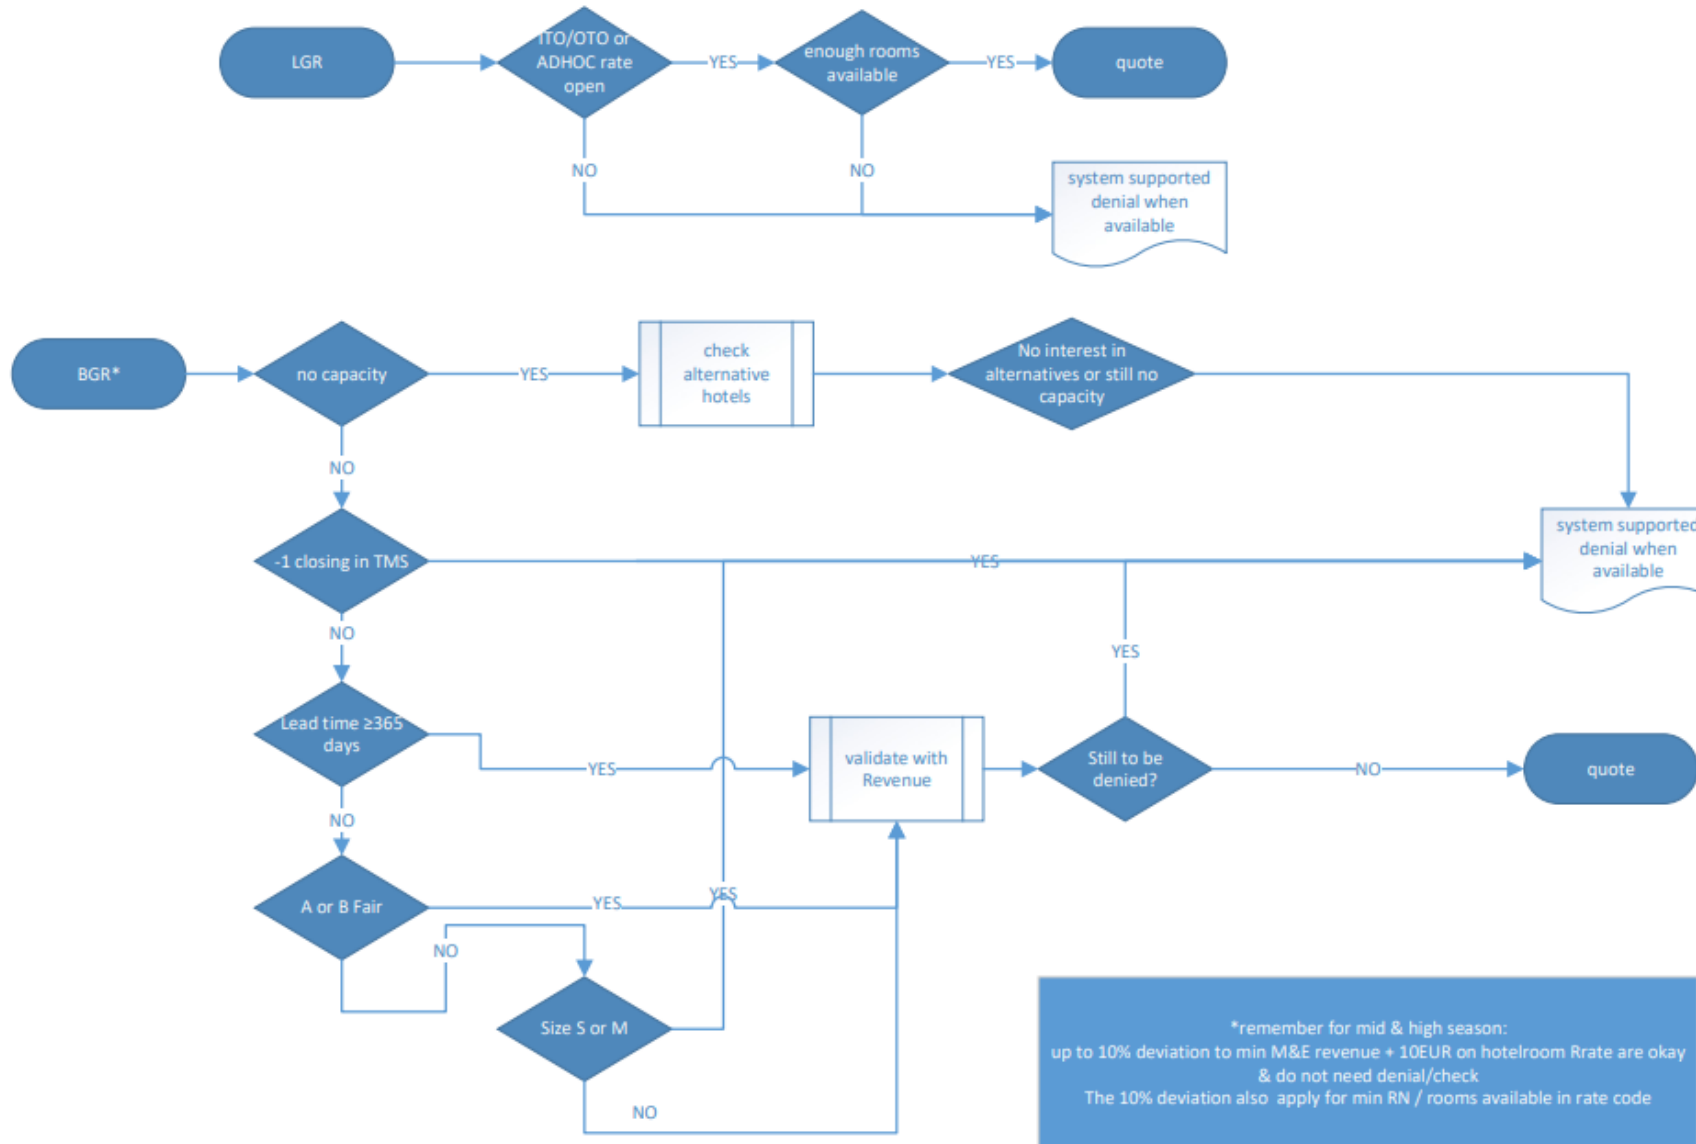 LGR
ITO/OTO or
ADHOC rate
open
YES
enough rooms
available
YES
quote
NO
NO
system supported
denial when
available
BGR*
no capacity
YES
check
alternative
hotels
No interest in
alternatives or still no
capacity
NO
-1 closing in TMS
YES
system supported
denial when
available
NO
YES
Lead time ≥365
days
YES
validate with
Revenue
Still to be
denied?
NO
quote
NO
A or B Fair
YES
YES
NO
Size S or M
NO
*remember for mid & high season:
up to 10% deviation to min M&E revenue + 10EUR on hotelroom Rrate are okay
& do not need denial/check
The 10% deviation also apply for min RN / rooms available in rate code